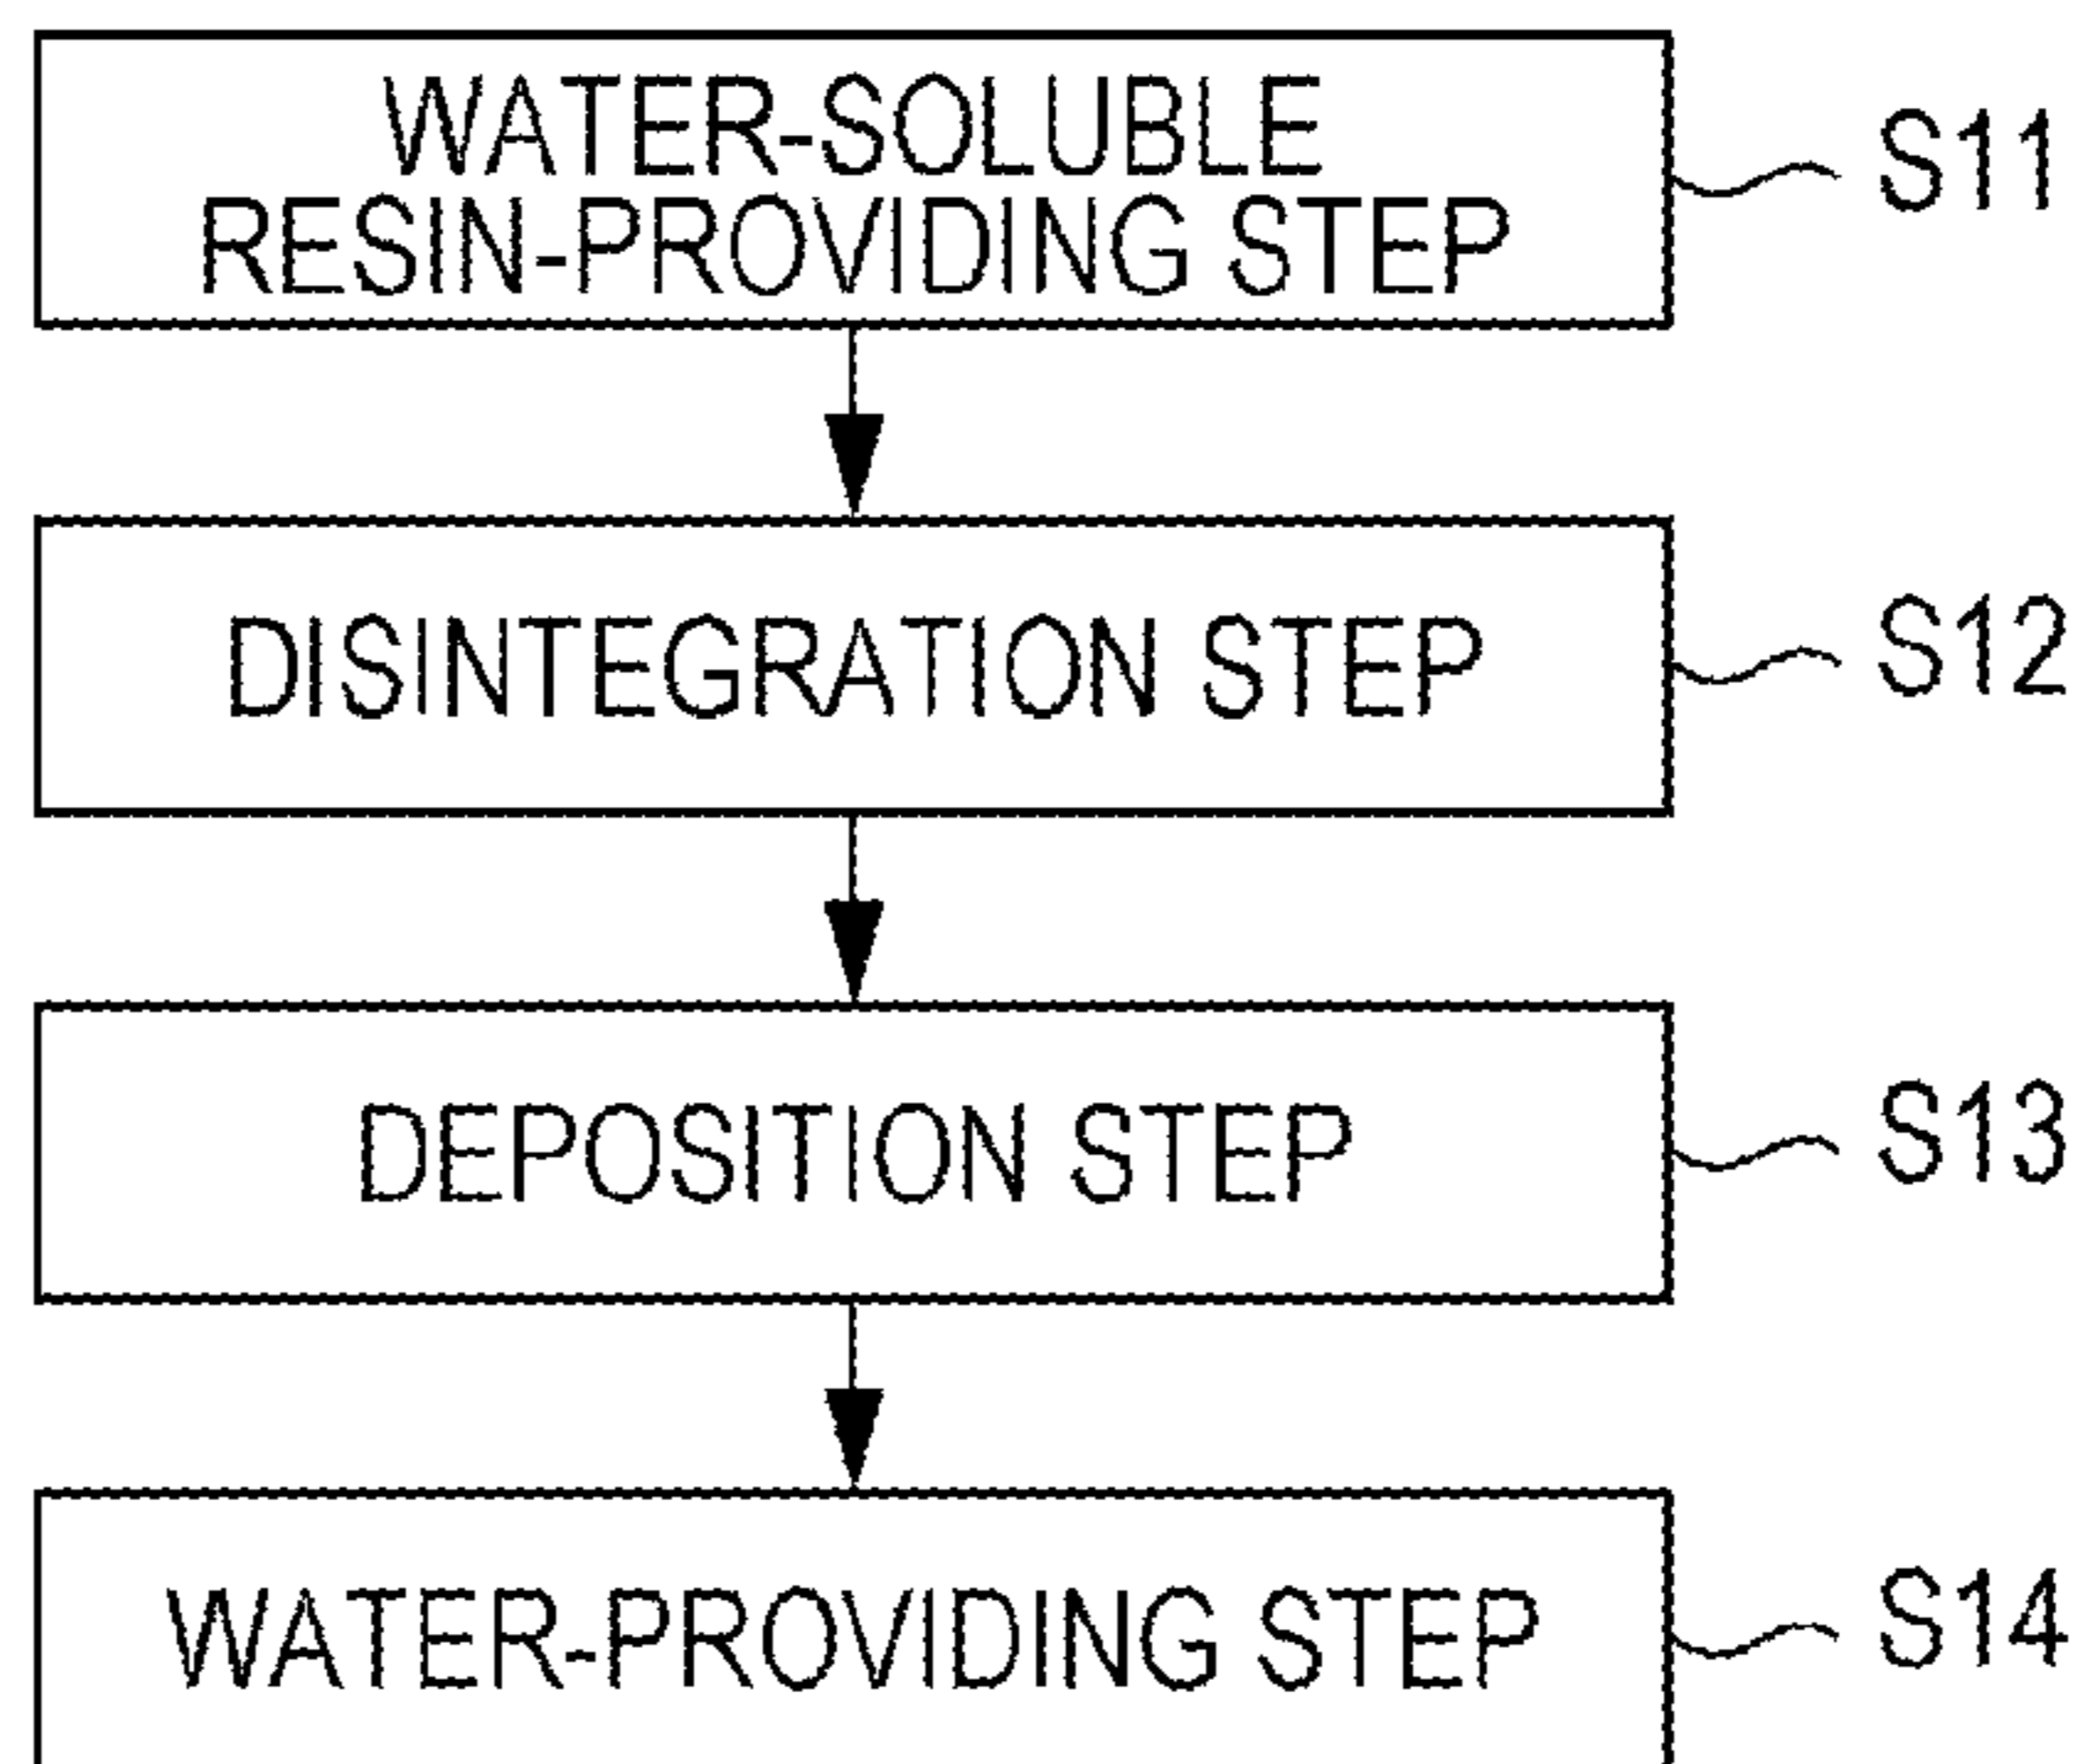 WATER-SOLUBLE
RESIN-PROVIDING STEP
S11
DISINTEGRATION STEP
S12
DEPOSITION STEP
S13
WATER-PROVIDING STEP
S14